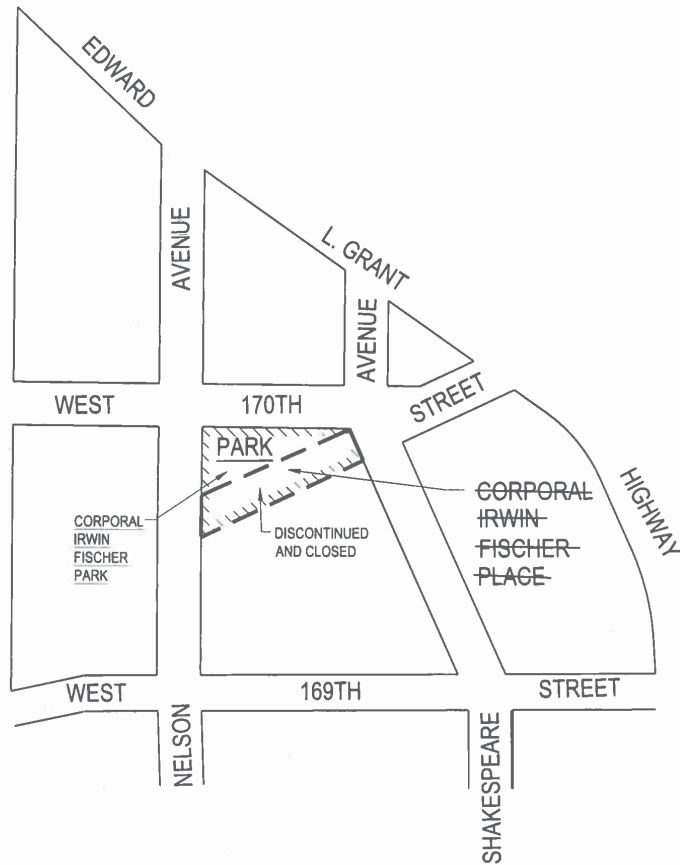 EDWARD
L. GRANT
HIGHWAY
AVENUE
AVENUE
WEST 170TH STREET
PARK
CORPORAL
IRWIN
FISCHER
PARK
DISCONTINUED
AND CLOSED
CORPORAL
IRWIN
FISCHER
PLACE
WEST 169TH STREET
NELSON
SHAKESPEARE